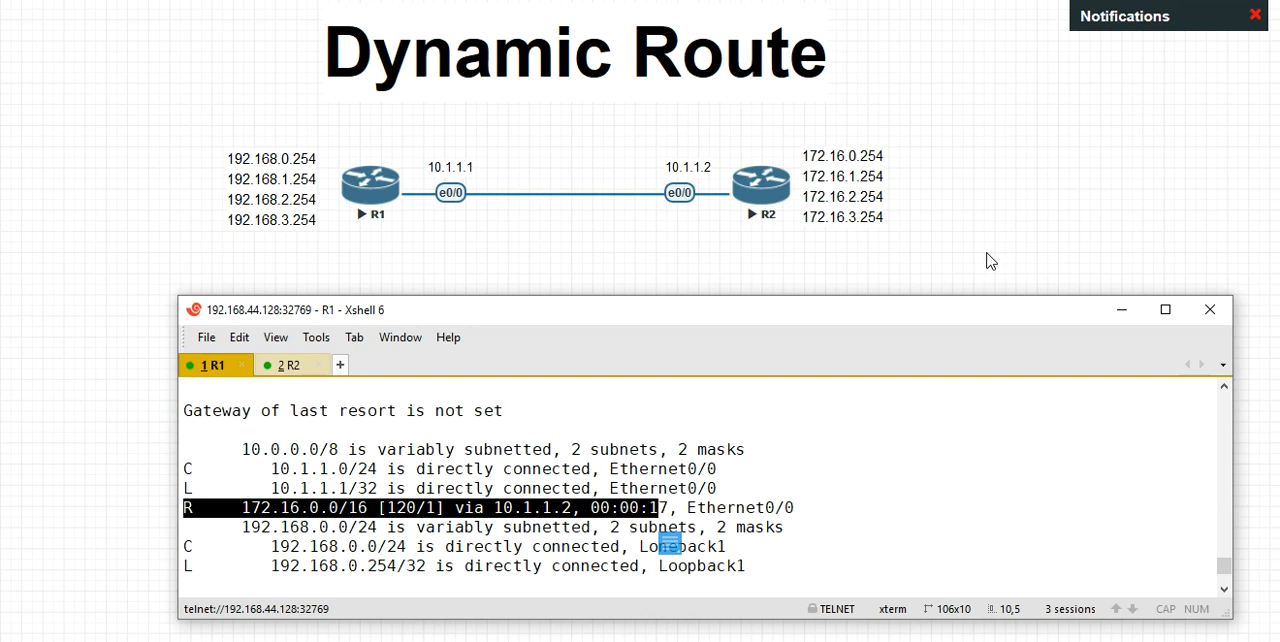 Notifications
Dynamic Route
192.168.0.254
192.168.1.254
192.168.2.254
192.168.3.254
10.1.1.1
e0/0
R1
10.1.1.2
e0/0
R2
172.16.0.254
172.16.1.254
172.16.2.254
172.16.3.254
192.168.44.128:32769 - R1 - Xshell 6
File Edit View Tools Tab Window Help
1 R1 2 R2 +
Gateway of last resort is not set
10.0.0.0/8 is variably subnetted, 2 subnets, 2 masks
C 10.1.1.0/24 is directly connected, Ethernet0/0
L 10.1.1.1/32 is directly connected, Ethernet0/0
R 172.16.0.0/16 [120/1] via 10.1.1.2, 00:00:17, Ethernet0/0
192.168.0.0/24 is variably subnetted, 2 subnets, 2 masks
C 192.168.0.0/24 is directly connected, Loopback1
L 192.168.0.254/32 is directly connected, Loopback1
telnet://192.168.44.128:32769 TELNET xterm 106x10 10,5 3 sessions CAP NUM